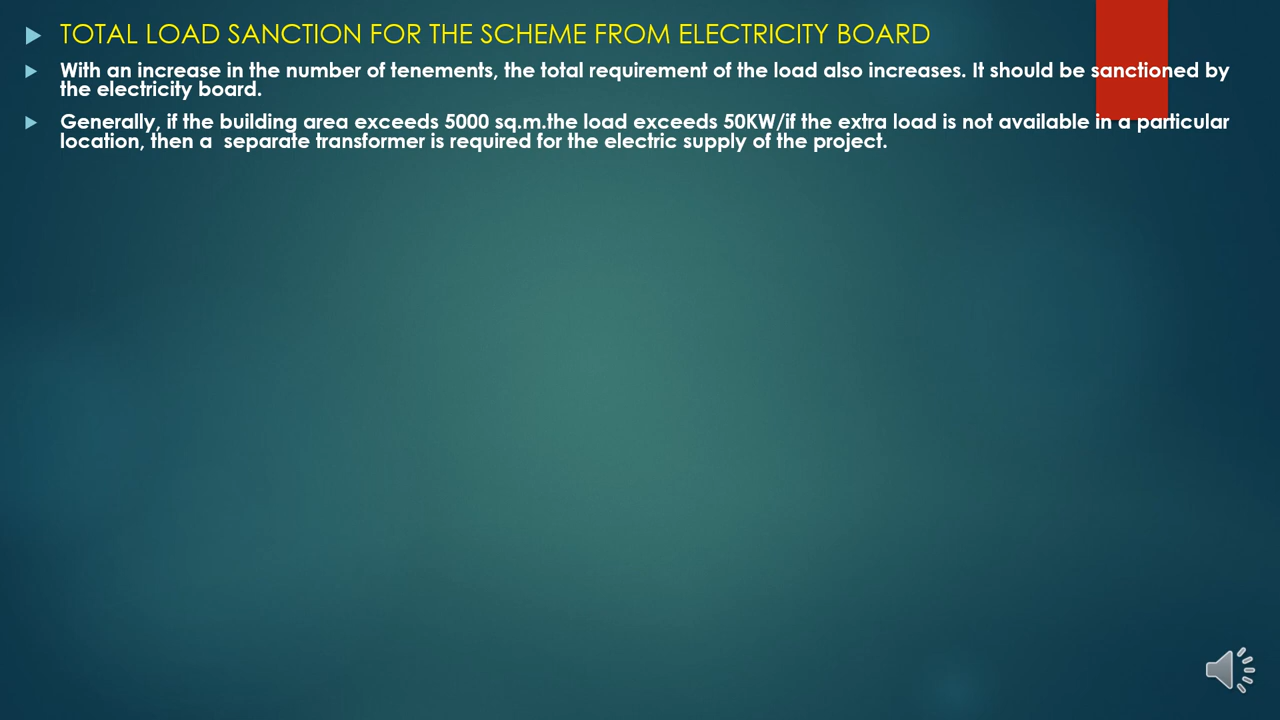 TOTAL LOAD SANCTION FOR THE SCHEME FROM ELECTRICITY BOARD
With an increase in the number of tenements, the total requirement of the load also increases. It should be sanctioned by
the electricity board.
Generally, if the building area exceeds 5000 sq.m.the load exceeds 50KW/if the extra load is not available in a particular
location, then a  separate transformer is required for the electric supply of the project.